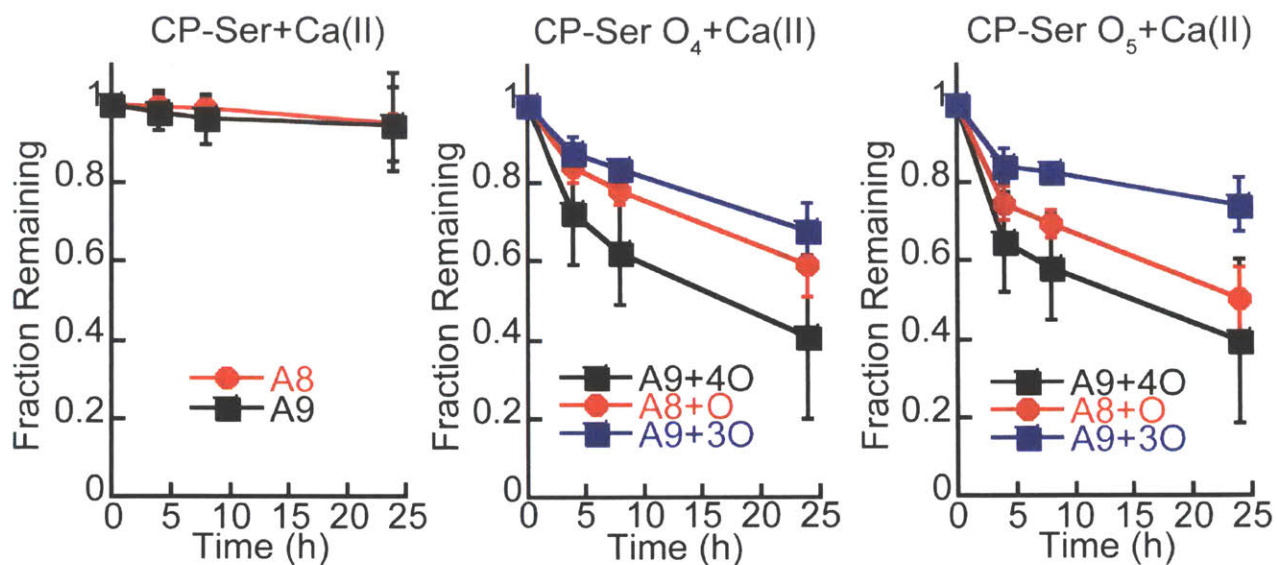 CP-Ser+Ca(II)
Fraction Remaining
1
0.8
0.6
0.4
0.2
0
A8
A9
0 5 10 15 20 25
Time (h)
CP-Ser O₄+Ca(II)
Fraction Remaining
1
0.8
0.6
0.4
0.2
0
A9+4O
A8+O
A9+3O
0 5 10 15 20 25
Time (h)
CP-Ser O₅+Ca(II)
Fraction Remaining
1
0.8
0.6
0.4
0.2
0
A9+4O
A8+O
A9+3O
0 5 10 15 20 25
Time (h)